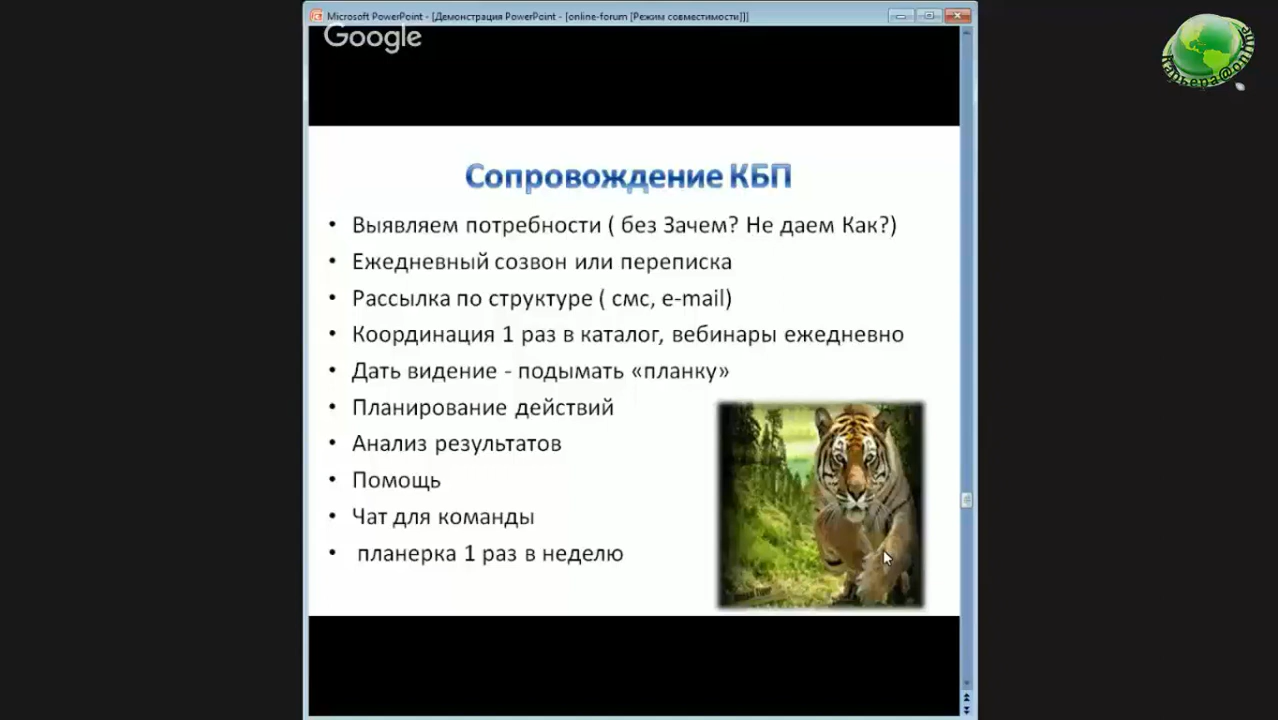 Microsoft PowerPoint - [Демонстрация PowerPoint - [online-forum [Режим совместимости]]]
Google
Карьера@online
Сопровождение КБП
• Выявляем потребности ( без Зачем? Не даем Как?)
• Ежедневный созвон или переписка
• Рассылка по структуре ( смс, e-mail)
• Координация 1 раз в каталог, вебинары ежедневно
• Дать видение - подымать «планку»
• Планирование действий
• Анализ результатов
• Помощь
• Чат для команды
• планерка 1 раз в неделю